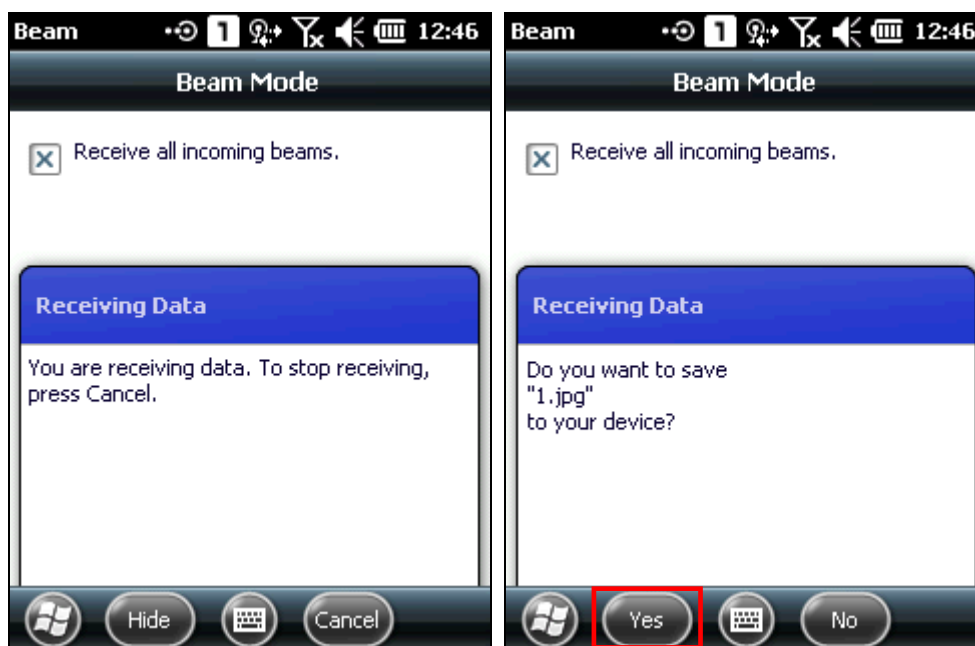 Beam 1 12:46
Beam Mode
Receive all incoming beams.
Receiving Data
You are receiving data. To stop receiving,
press Cancel.
Hide Cancel
Beam 1 12:46
Beam Mode
Receive all incoming beams.
Receiving Data
Do you want to save
"1.jpg"
to your device?
Yes No